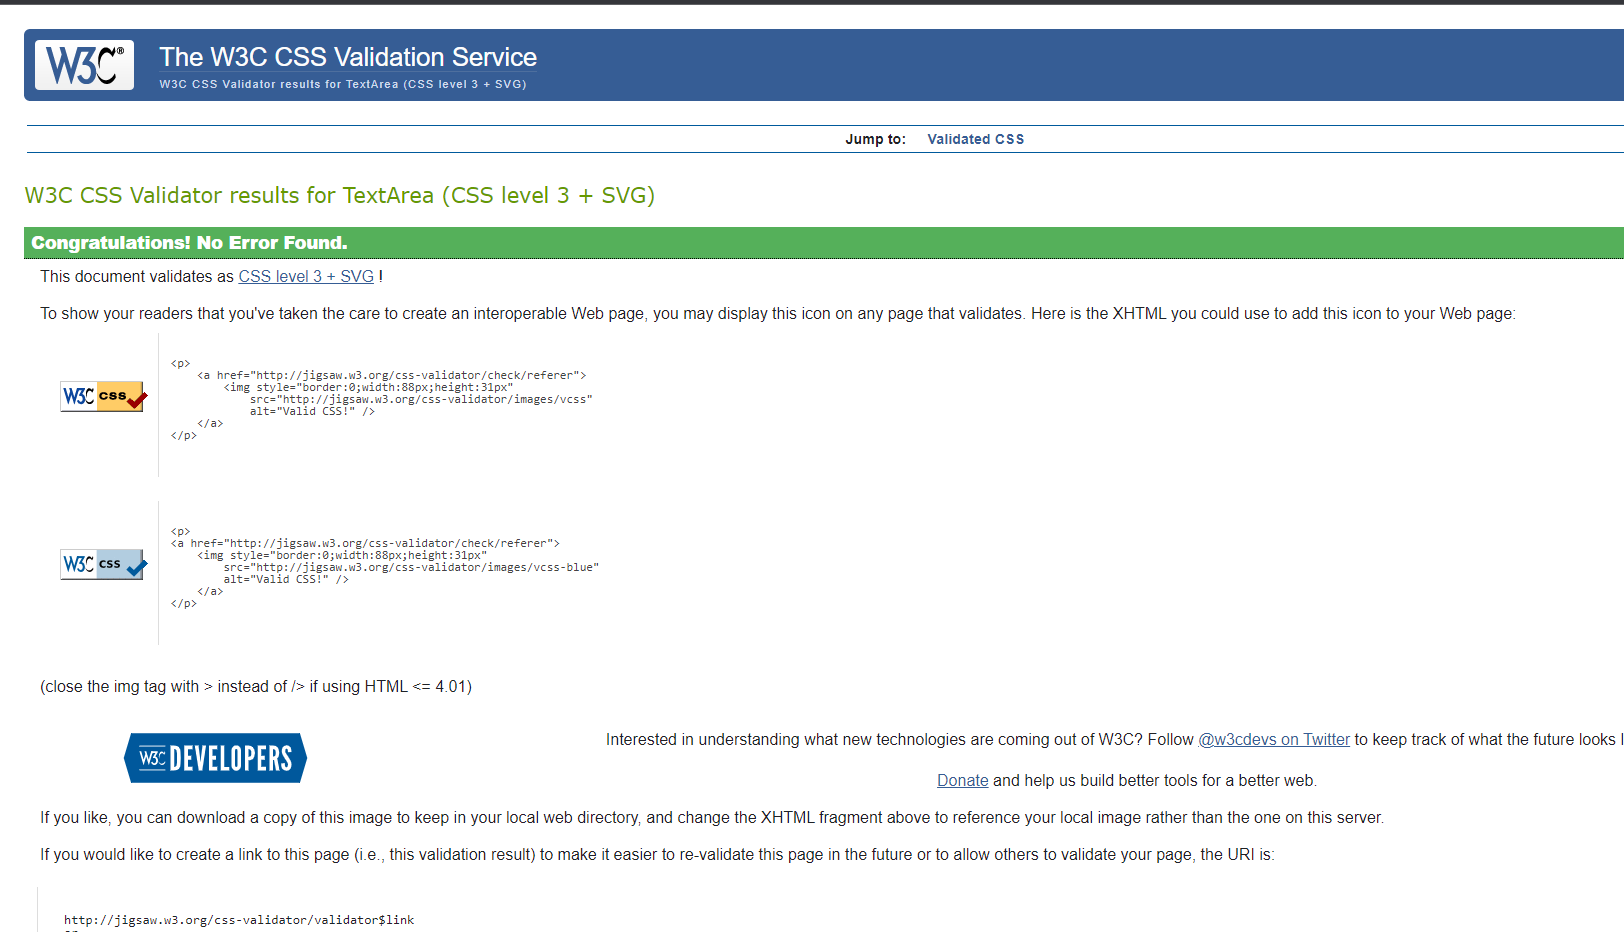 W3C®
The W3C CSS Validation Service
W3C CSS Validator results for TextArea (CSS level 3 + SVG)
Jump to: Validated CSS
W3C CSS Validator results for TextArea (CSS level 3 + SVG)
Congratulations! No Error Found.
This document validates as CSS level 3 + SVG !
To show your readers that you've taken the care to create an interoperable Web page, you may display this icon on any page that validates. Here is the XHTML you could use to add this icon to your Web page:
W3C css
<p>
    <a href="http://jigsaw.w3.org/css-validator/check/referer">
        <img style="border:0;width:88px;height:31px"
            src="http://jigsaw.w3.org/css-validator/images/vcss"
            alt="Valid CSS!" />
    </a>
</p>
W3C css
<p>
<a href="http://jigsaw.w3.org/css-validator/check/referer">
    <img style="border:0;width:88px;height:31px"
        src="http://jigsaw.w3.org/css-validator/images/vcss-blue"
        alt="Valid CSS!" />
    </a>
</p>
(close the img tag with > instead of /> if using HTML <= 4.01)
W3C DEVELOPERS
Interested in understanding what new technologies are coming out of W3C? Follow @w3cdevs on Twitter to keep track of what the future looks
Donate and help us build better tools for a better web.
If you like, you can download a copy of this image to keep in your local web directory, and change the XHTML fragment above to reference your local image rather than the one on this server.
If you would like to create a link to this page (i.e., this validation result) to make it easier to re-validate this page in the future or to allow others to validate your page, the URI is:
http://jigsaw.w3.org/css-validator/validator$link